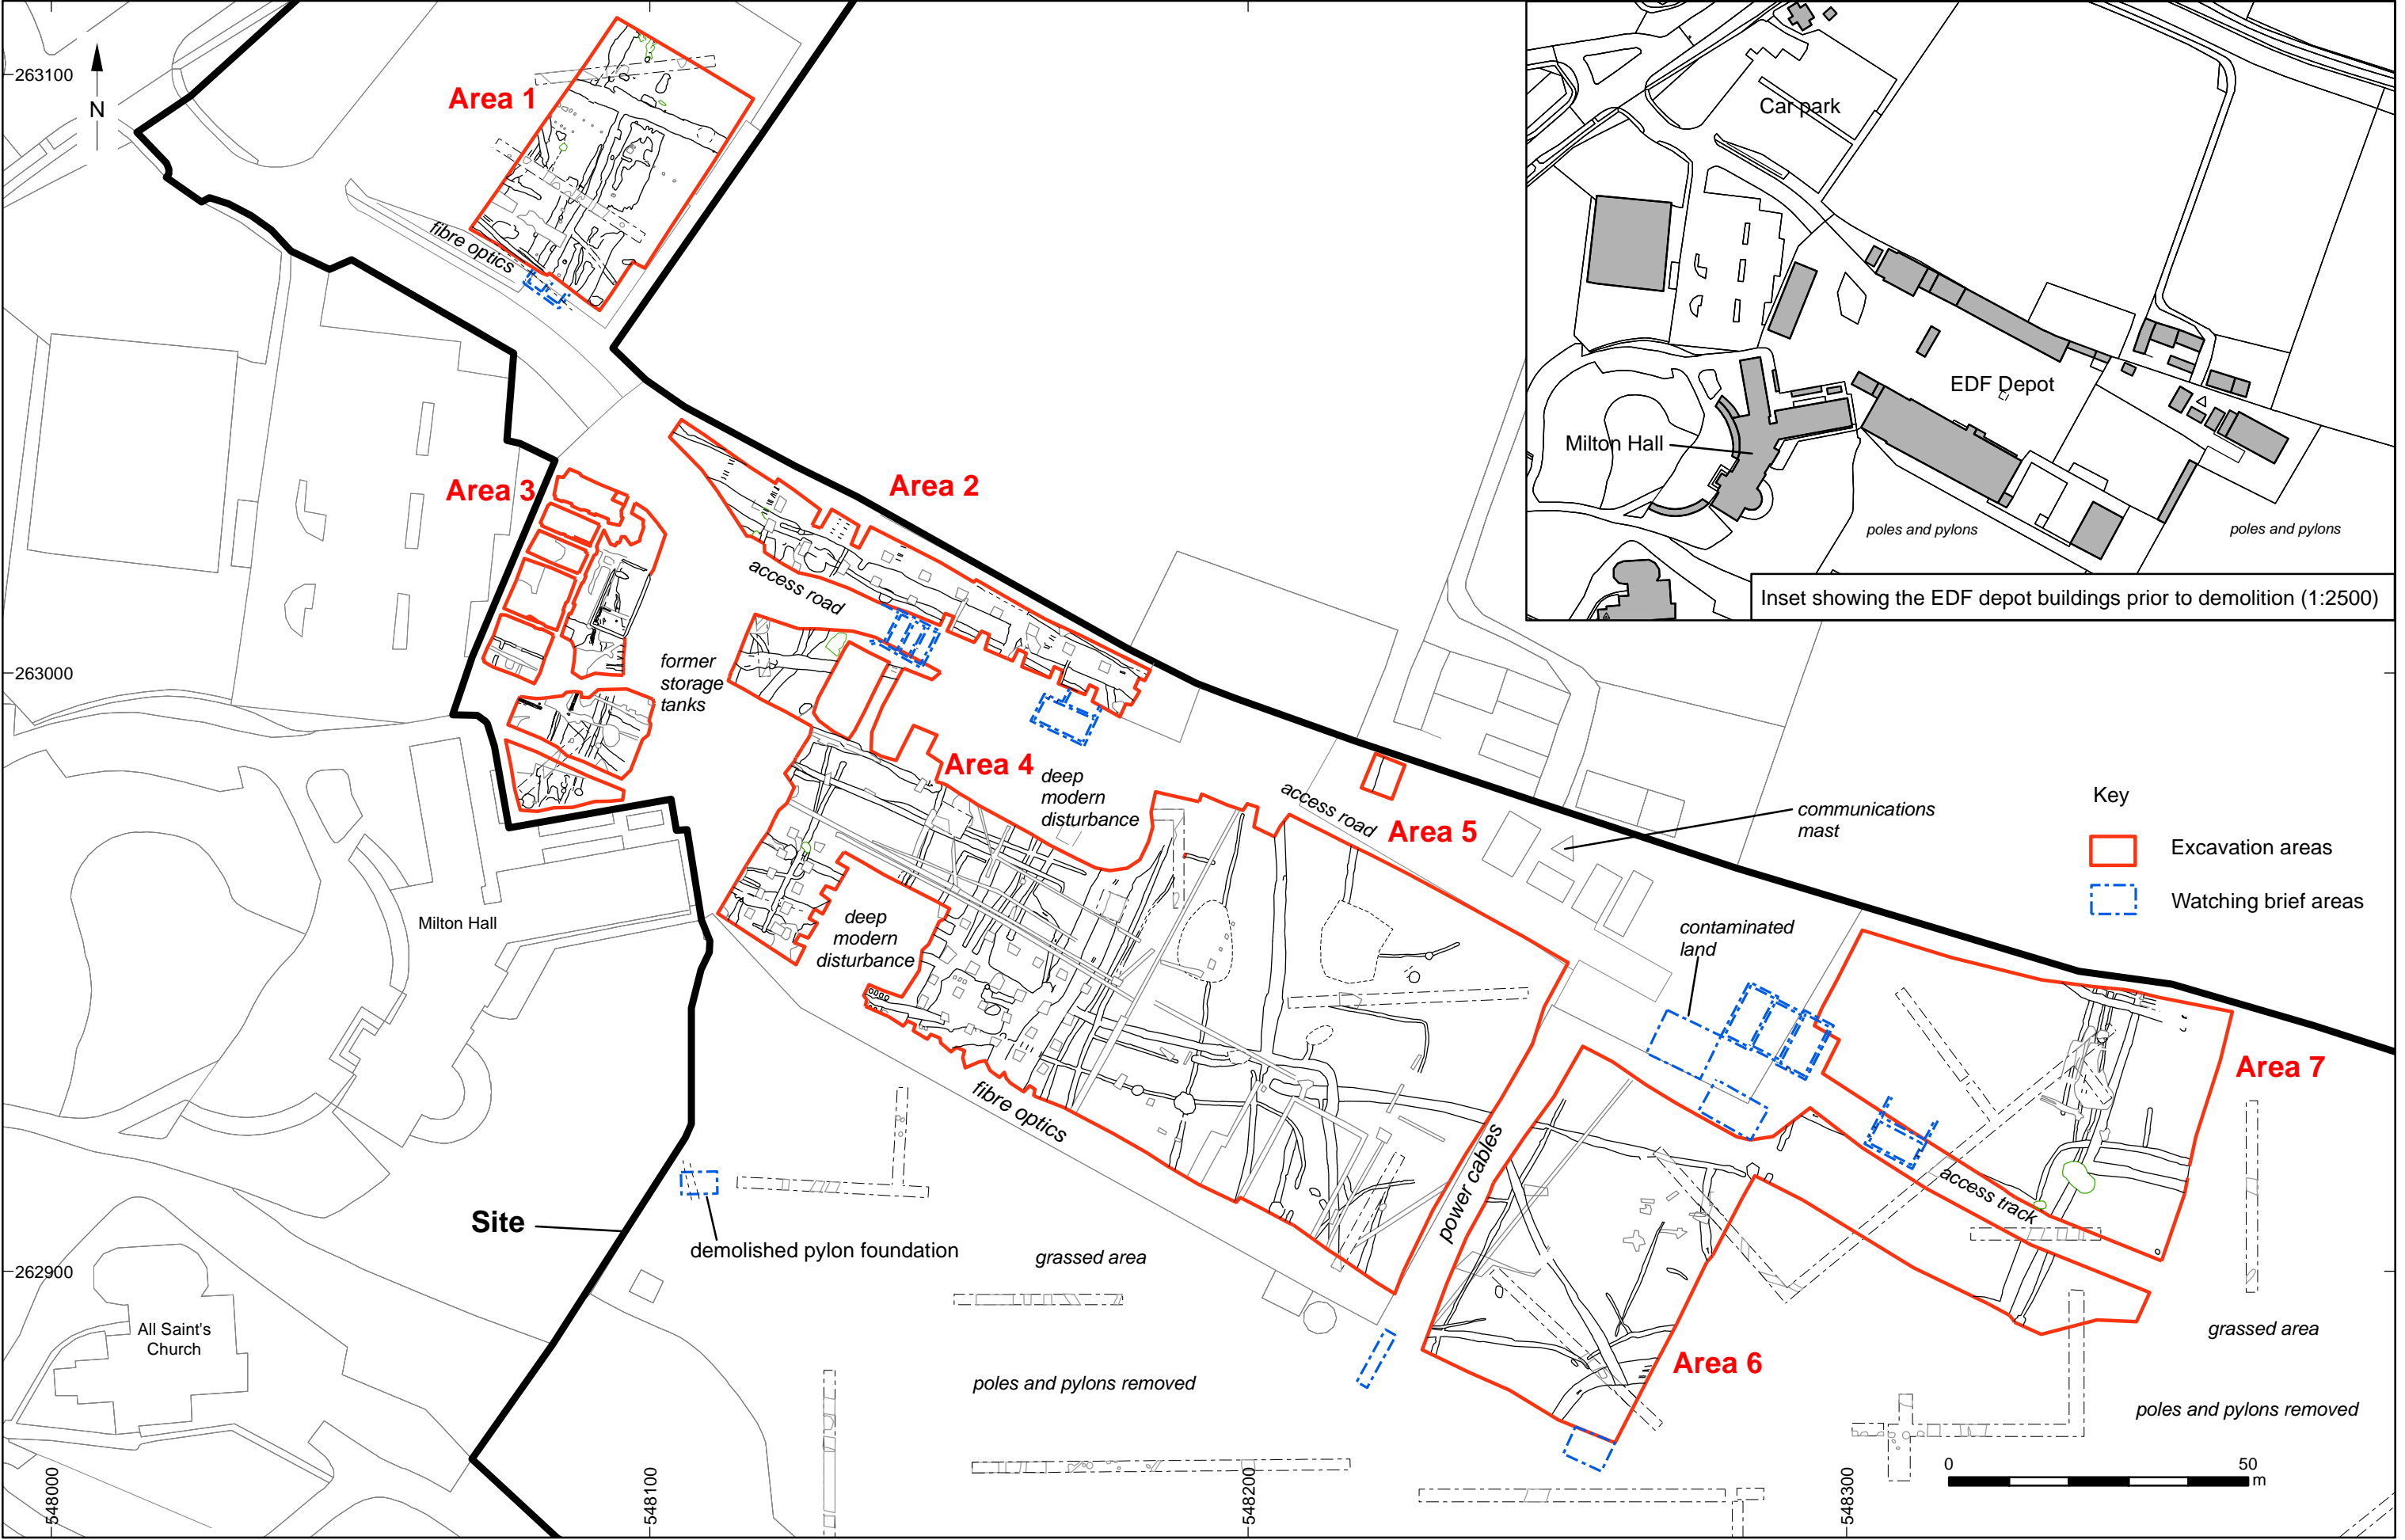 263100
N
Area 1
fibre optics
Car park
EDF Depot
Milton Hall
poles and pylons
poles and pylons
Inset showing the EDF depot buildings prior to demolition (1:2500)
Area 3
Area 2
access road
263000
former
storage
tanks
Area 4
deep
modern
disturbance
access road
Area 5
communications
mast
Key
Excavation areas
Watching brief areas
Milton Hall
deep
modern
disturbance
contaminated
land
Area 7
fibre optics
power cables
access track
Site
demolished pylon foundation
grassed area
262900
All Saint's
Church
poles and pylons removed
Area 6
grassed area
poles and pylons removed
0
50
m
548000
548100
548200
548300